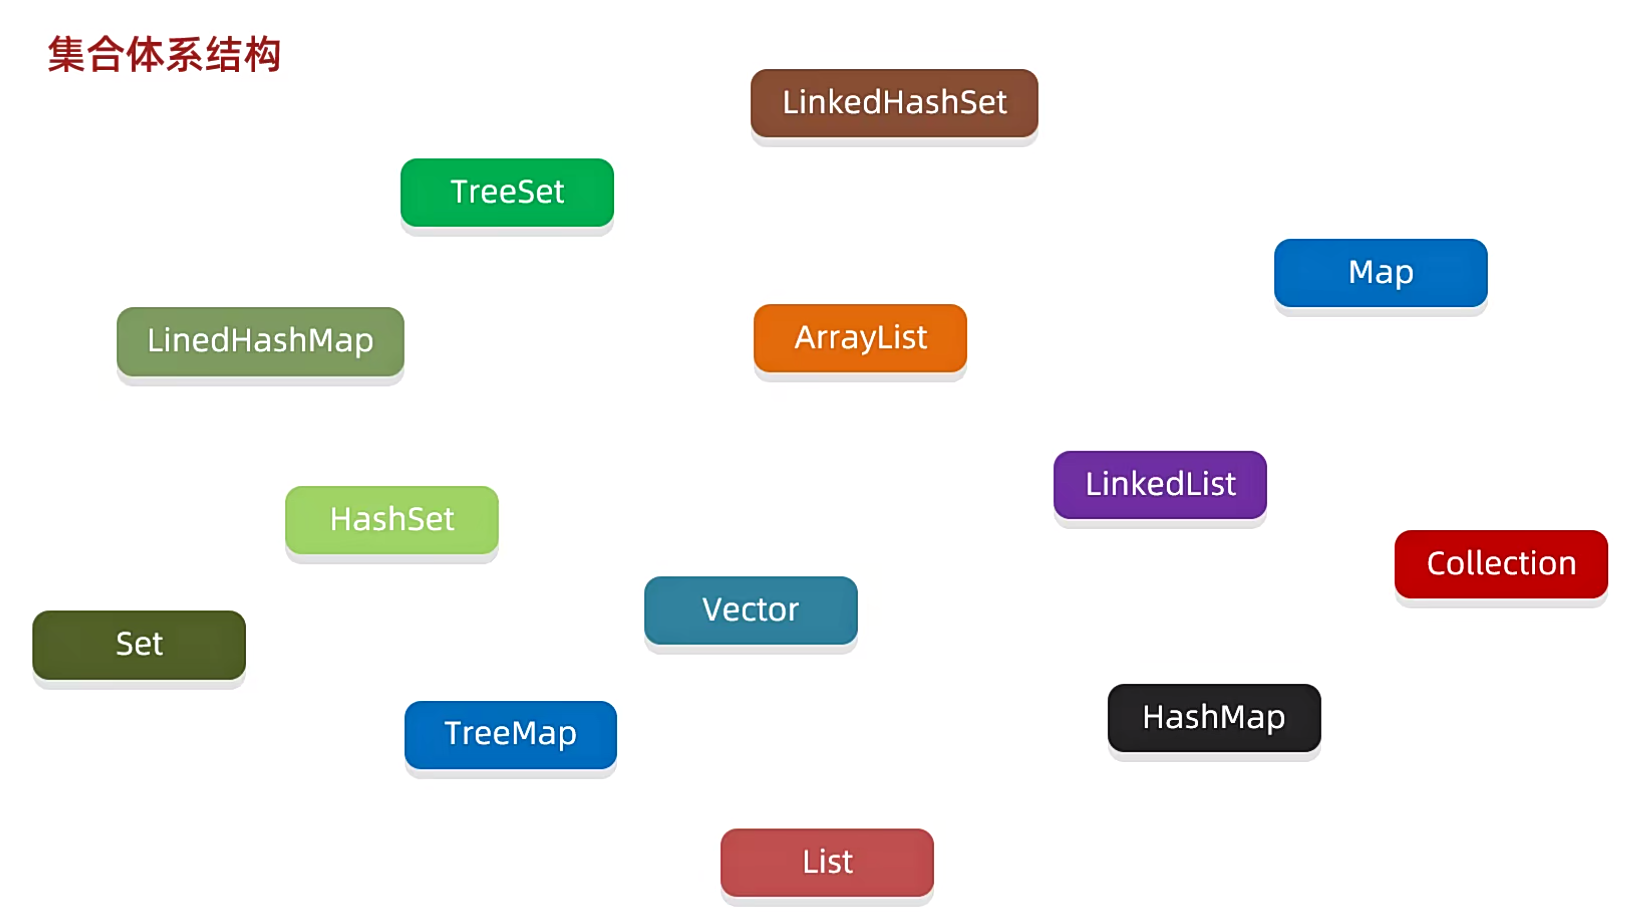 集合体系结构
LinkedHashSet
TreeSet
Map
LinedHashMap
ArrayList
LinkedList
HashSet
Collection
Vector
Set
HashMap
TreeMap
List